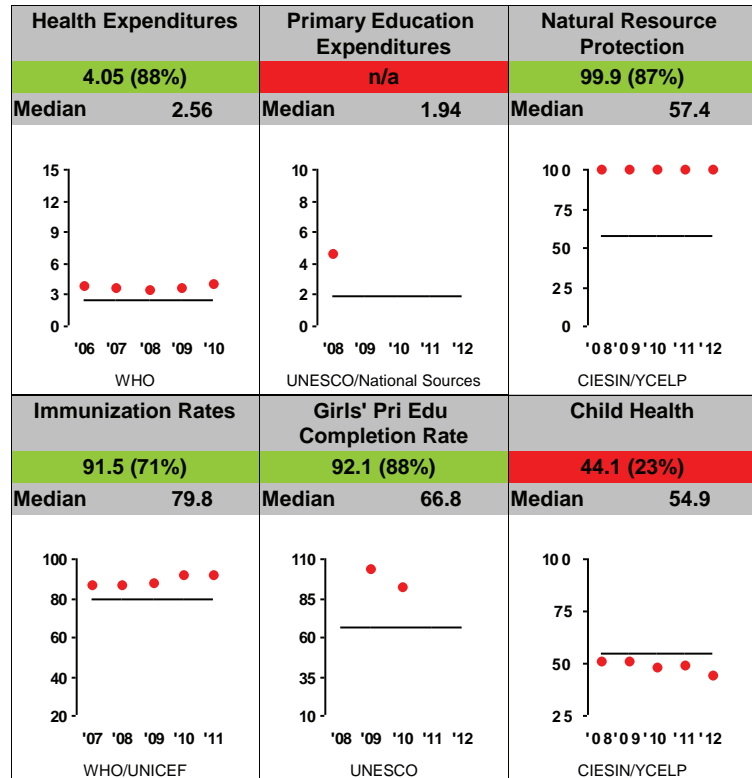 Health Expenditures
4.05 (88%)
Median 2.56
15
12
9
6
3
0
'06 '07 '08 '09 '10
WHO
Primary Education
Expenditures
n/a
Median 1.94
10
8
6
4
2
0
'08 '09 '10 '11 '12
UNESCO/National Sources
Natural Resource
Protection
99.9 (87%)
Median 57.4
100
75
50
25
0
'08 '09 '10 '11 '12
CIESIN/YCELP
Immunization Rates
91.5 (71%)
Median 79.8
100
80
60
40
20
'07 '08 '09 '10 '11
WHO/UNICEF
Girls' Pri Edu
Completion Rate
92.1 (88%)
Median 66.8
110
85
60
35
10
'08 '09 '10 '11 '12
UNESCO
Child Health
44.1 (23%)
Median 54.9
100
75
50
25
'08 '09 '10 '11 '12
CIESIN/YCELP